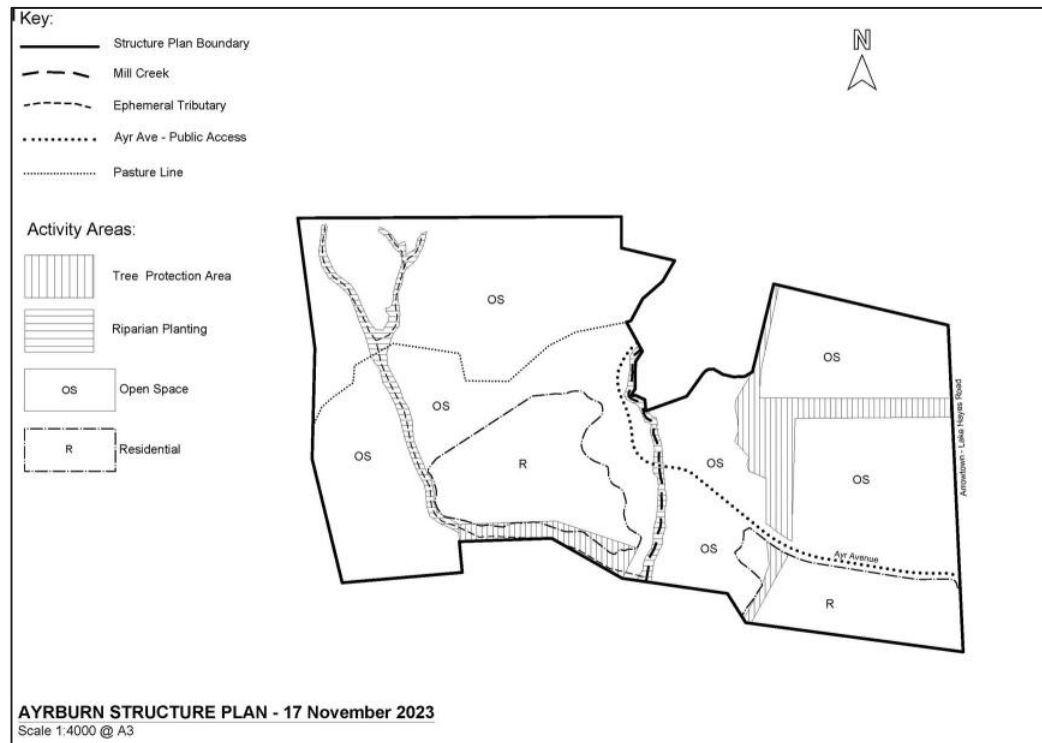 Key:
Structure Plan Boundary
Mill Creek
Ephemeral Tributary
Ayr Ave - Public Access
Pasture Line
Activity Areas:
Tree Protection Area
Riparian Planting
OS
Open Space
R
Residential
N
OS
OS
OS
OS
R
OS
OS
OS
Arrowtown - Lake Hayes Road
Ayr Avenue
R
AYRBURN STRUCTURE PLAN - 17 November 2023
Scale 1:4000 @ A3